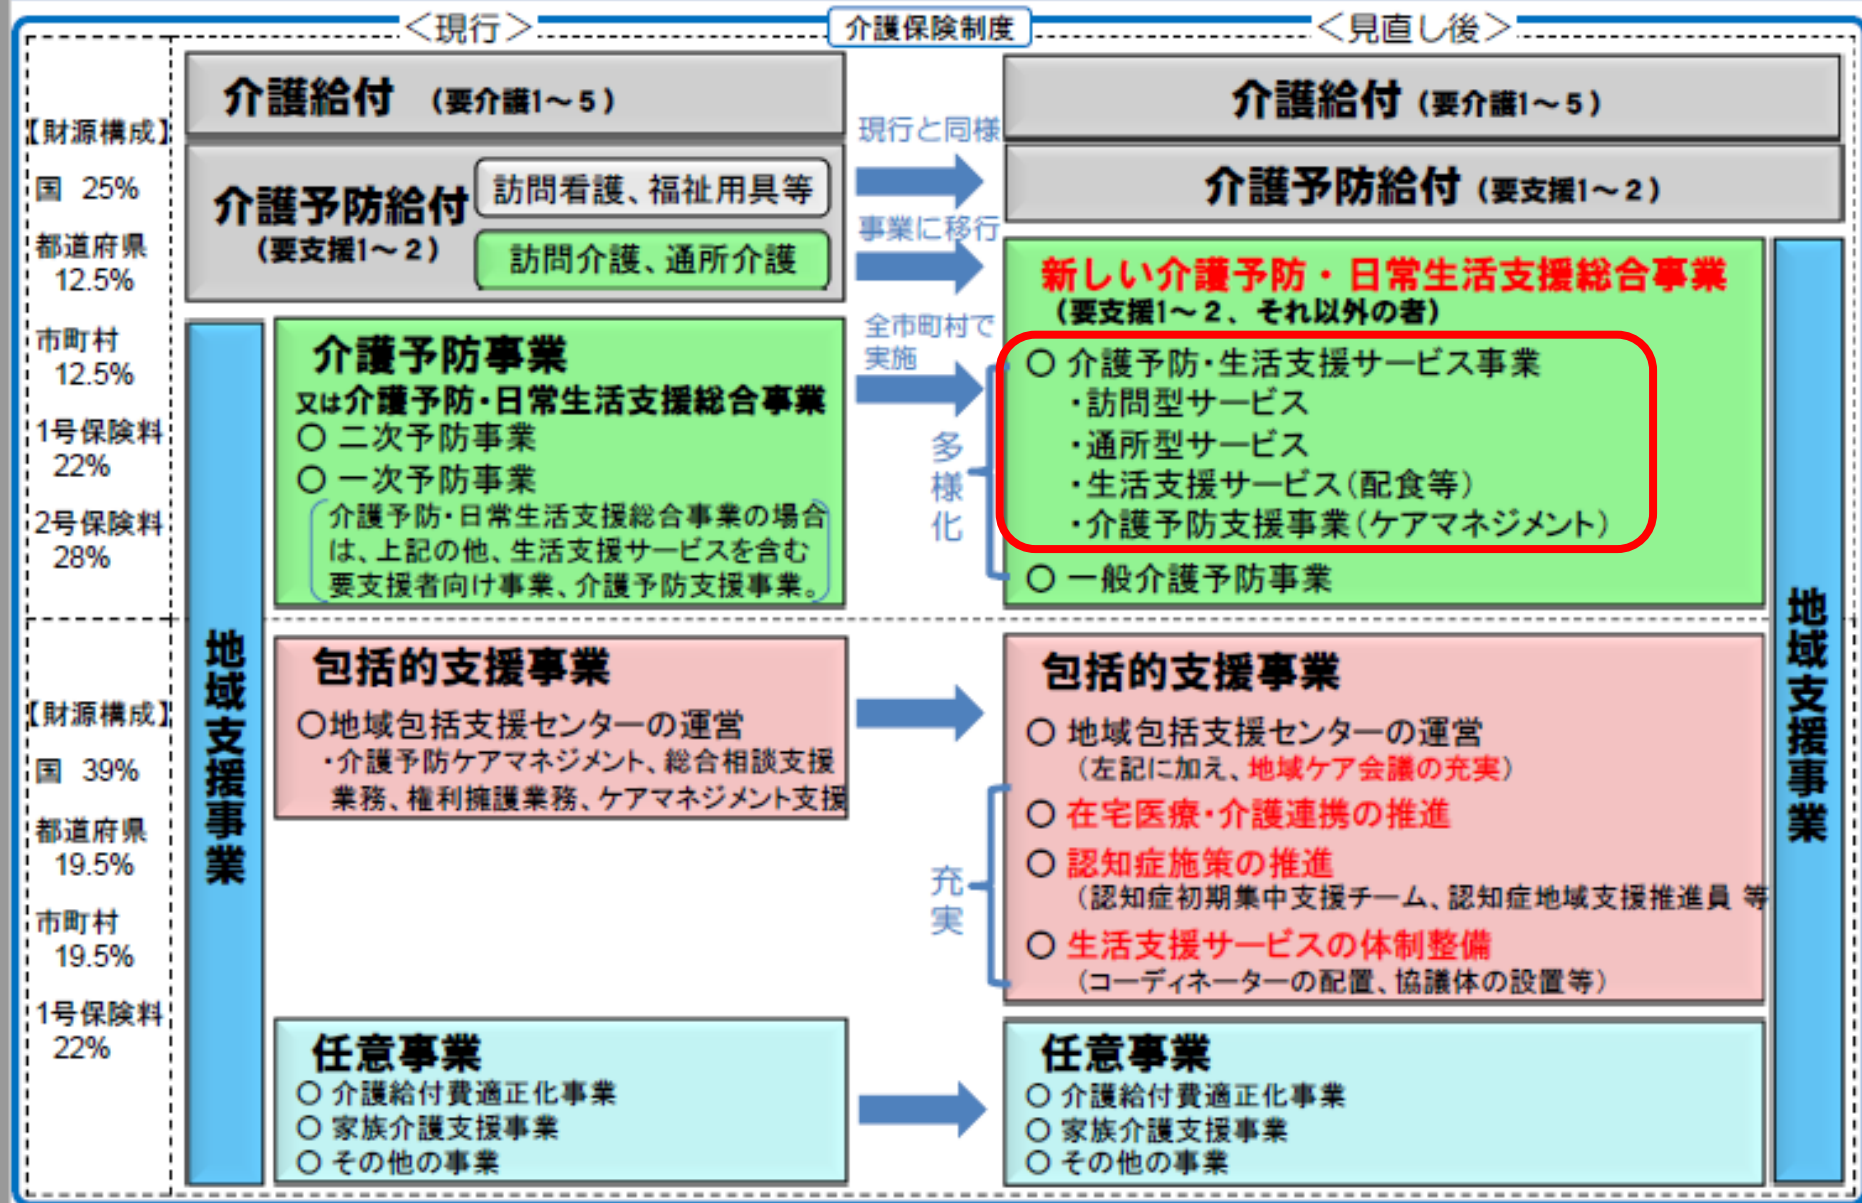 介護保険制度
＜現行＞
＜見直し後＞
【財源構成】
国 25%
都道府県
12.5%
市町村
12.5%
1号保険料
22%
2号保険料
28%
【財源構成】
国 39%
都道府県
19.5%
市町村
19.5%
1号保険料
22%
介護給付 （要介護1～5）
介護予防給付
（要支援1～2）
訪問看護、福祉用具等
訪問介護、通所介護
地域支援事業
介護予防事業
又は介護予防・日常生活支援総合事業
○ 二次予防事業
○ 一次予防事業
介護予防・日常生活支援総合事業の場合
は、上記の他、生活支援サービスを含む
要支援者向け事業、介護予防支援事業。
包括的支援事業
○地域包括支援センターの運営
・介護予防ケアマネジメント、総合相談支援
業務、権利擁護業務、ケアマネジメント支援
任意事業
○ 介護給付費適正化事業
○ 家族介護支援事業
○ その他の事業
現行と同様
事業に移行
全市町村で
実施
多様化
充実
介護給付（要介護1～5）
介護予防給付（要支援1～2）
新しい介護予防・日常生活支援総合事業
（要支援1～2、それ以外の者）
○ 介護予防・生活支援サービス事業
・訪問型サービス
・通所型サービス
・生活支援サービス（配食等）
・介護予防支援事業（ケアマネジメント）
○ 一般介護予防事業
包括的支援事業
○ 地域包括支援センターの運営
（左記に加え、地域ケア会議の充実）
○ 在宅医療・介護連携の推進
○ 認知症施策の推進
（認知症初期集中支援チーム、認知症地域支援推進員 等
○ 生活支援サービスの体制整備
（コーディネーターの配置、協議体の設置等）
任意事業
○ 介護給付費適正化事業
○ 家族介護支援事業
○ その他の事業
地域支援事業